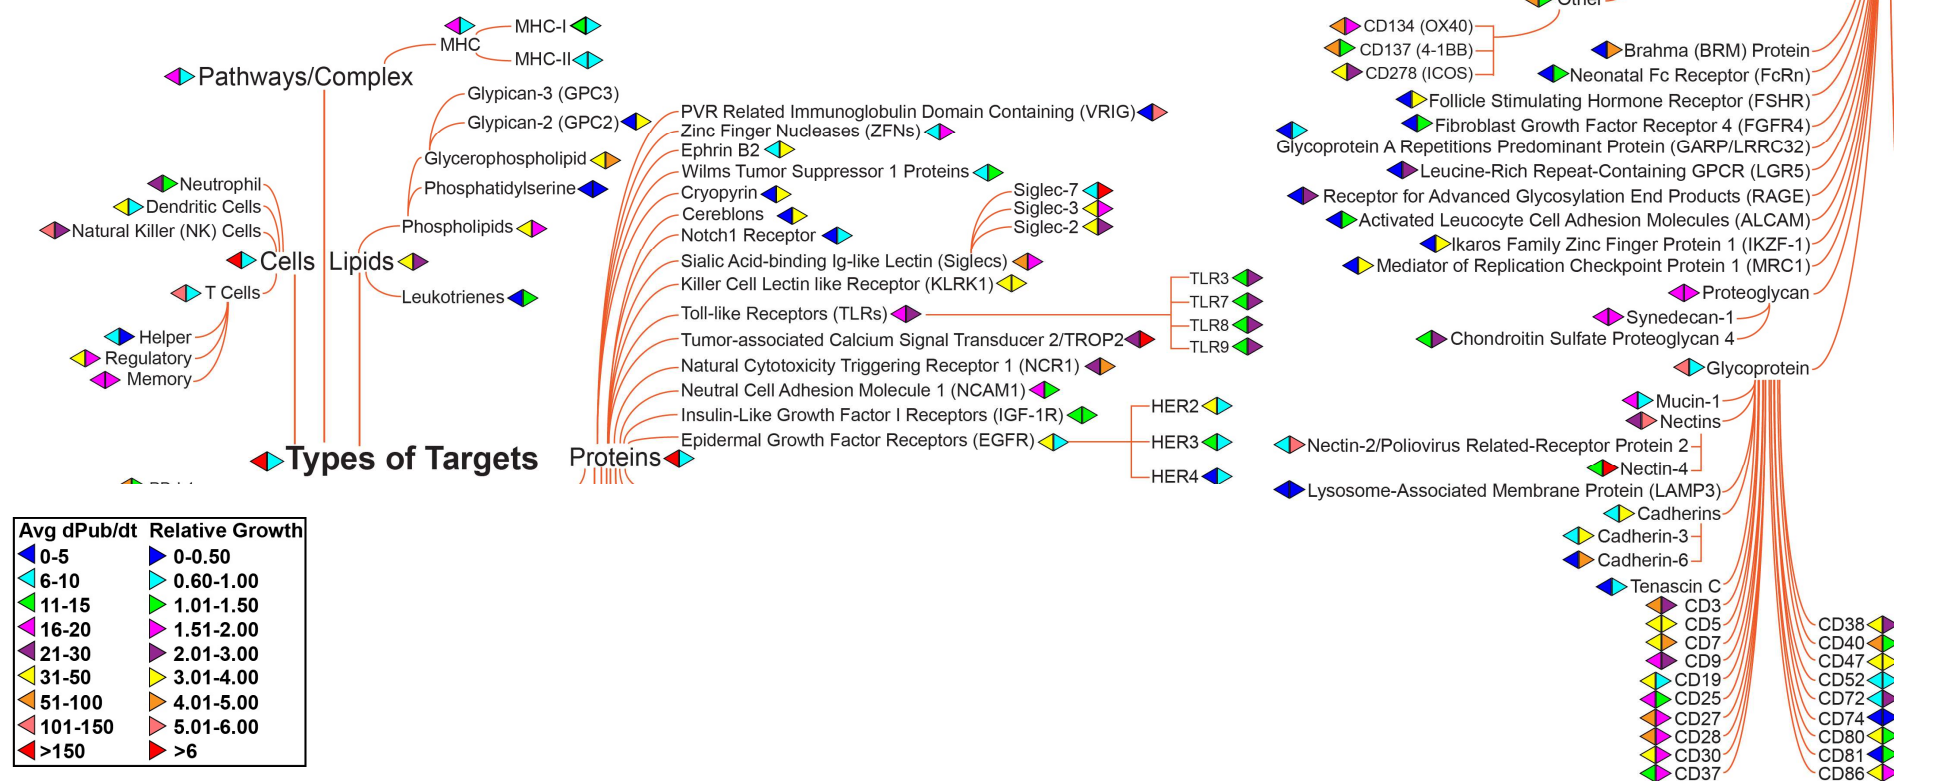 MHC-I
MHC
MHC-II
Pathways/Complex
Glypican-3 (GPC3)
Glypican-2 (GPC2)
Glycerophospholipid
Phosphatidylserine
Phospholipids
Neutrophil
Dendritic Cells
Natural Killer (NK) Cells
Cells
Lipids
T Cells
Leukotrienes
Helper
Regulatory
Memory
Types of Targets
Proteins
PVR Related Immunoglobulin Domain Containing (VRIG)
Zinc Finger Nucleases (ZFNs)
Ephrin B2
Wilms Tumor Suppressor 1 Proteins
Cryopyrin
Cereblons
Notch1 Receptor
Sialic Acid-binding Ig-like Lectin (Siglecs)
Siglec-7
Siglec-3
Siglec-2
Killer Cell Lectin like Receptor (KLRK1)
Toll-like Receptors (TLRs)
TLR3
TLR7
TLR8
TLR9
Tumor-associated Calcium Signal Transducer 2/TROP2
Natural Cytotoxicity Triggering Receptor 1 (NCR1)
Neutral Cell Adhesion Molecule 1 (NCAM1)
Insulin-Like Growth Factor I Receptors (IGF-1R)
Epidermal Growth Factor Receptors (EGFR)
HER2
HER3
HER4
Other
CD134 (OX40)
CD137 (4-1BB)
CD278 (ICOS)
Brahma (BRM) Protein
Neonatal Fc Receptor (FcRn)
Follicle Stimulating Hormone Receptor (FSHR)
Fibroblast Growth Factor Receptor 4 (FGFR4)
Glycoprotein A Repetitions Predominant Protein (GARP/LRRC32)
Leucine-Rich Repeat-Containing GPCR (LGR5)
Receptor for Advanced Glycosylation End Products (RAGE)
Activated Leucocyte Cell Adhesion Molecules (ALCAM)
Ikaros Family Zinc Finger Protein 1 (IKZF-1)
Mediator of Replication Checkpoint Protein 1 (MRC1)
Proteoglycan
Synedecan-1
Chondroitin Sulfate Proteoglycan 4
Glycoprotein
Mucin-1
Nectins
Nectin-2/Poliovirus Related-Receptor Protein 2
Nectin-4
Lysosome-Associated Membrane Protein (LAMP3)
Cadherins
Cadherin-3
Cadherin-6
Tenascin C
CD3
CD5
CD7
CD9
CD19
CD25
CD27
CD28
CD30
CD37
CD38
CD40
CD47
CD52
CD72
CD74
CD80
CD81
CD86
Avg dPub/dt Relative Growth
0-5 0-0.50
6-10 0.60-1.00
11-15 1.01-1.50
16-20 1.51-2.00
21-30 2.01-3.00
31-50 3.01-4.00
51-100 4.01-5.00
101-150 5.01-6.00
>150 >6